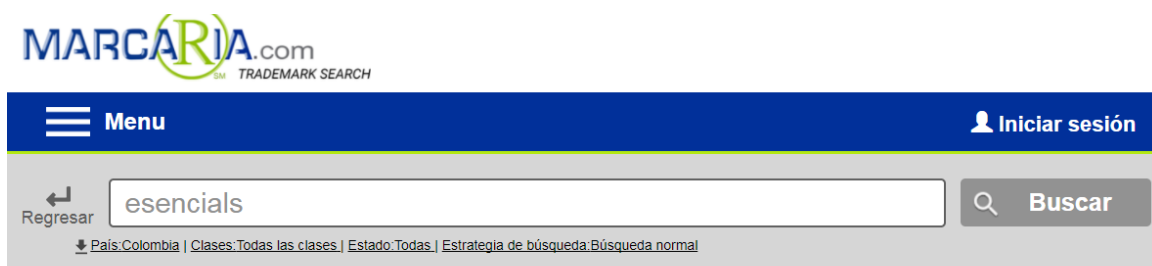 MARCARIA.com
SM
TRADEMARK SEARCH
Menu
Iniciar sesión
Regresar
esencials
Buscar
País:Colombia | Clases:Todas las clases | Estado:Todas | Estrategia de búsqueda:Búsqueda normal